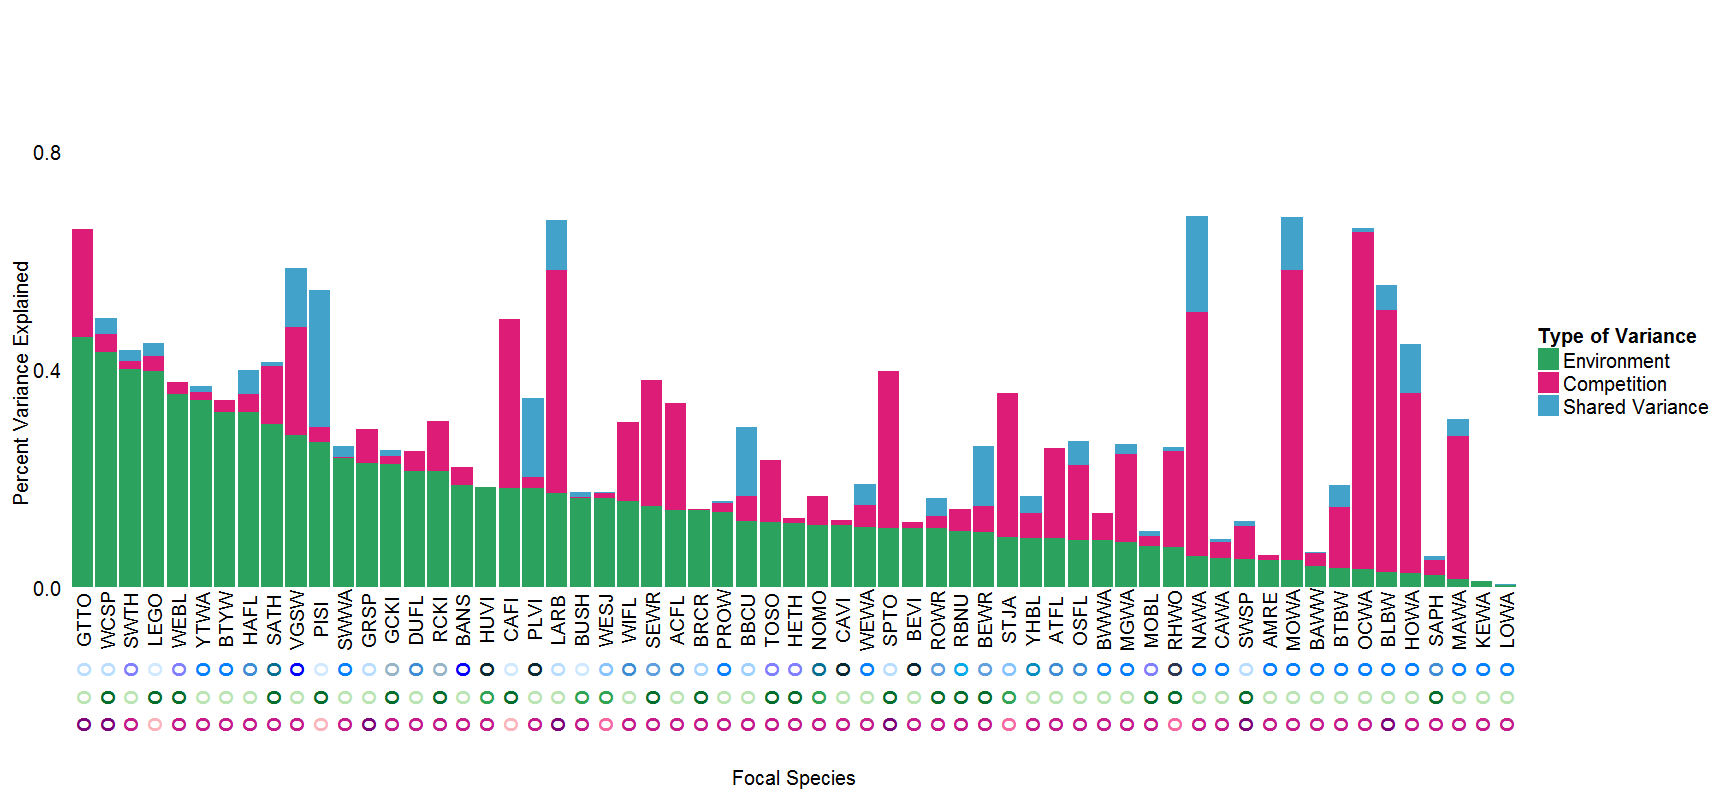 0.8
0.4
0.0
Percent Variance Explained
GTTO
WCSP
SWTH
LEGO
WEBL
YTWA
BTYW
HAFL
SATH
VGSW
PISI
SWWA
GRSP
GCKI
DUFL
RCKI
BANS
HUVI
CAFI
PLVI
LARB
BUSH
WESJ
WIFL
SEWR
ACFL
BRCR
PROW
BBCU
TOSO
HETH
NOMO
CAVI
WEWA
SPTO
BEVI
ROWR
RBNU
BEWR
STJA
YHBL
ATFL
OSFL
BWWA
MGWA
MOBL
RHWO
NAWA
CAWA
SWSP
AMRE
MOWA
BAWW
BTBW
OCWA
BLBW
HOWA
SAPH
MAWA
KEWA
LOWA
Focal Species
Type of Variance
Environment
Competition
Shared Variance